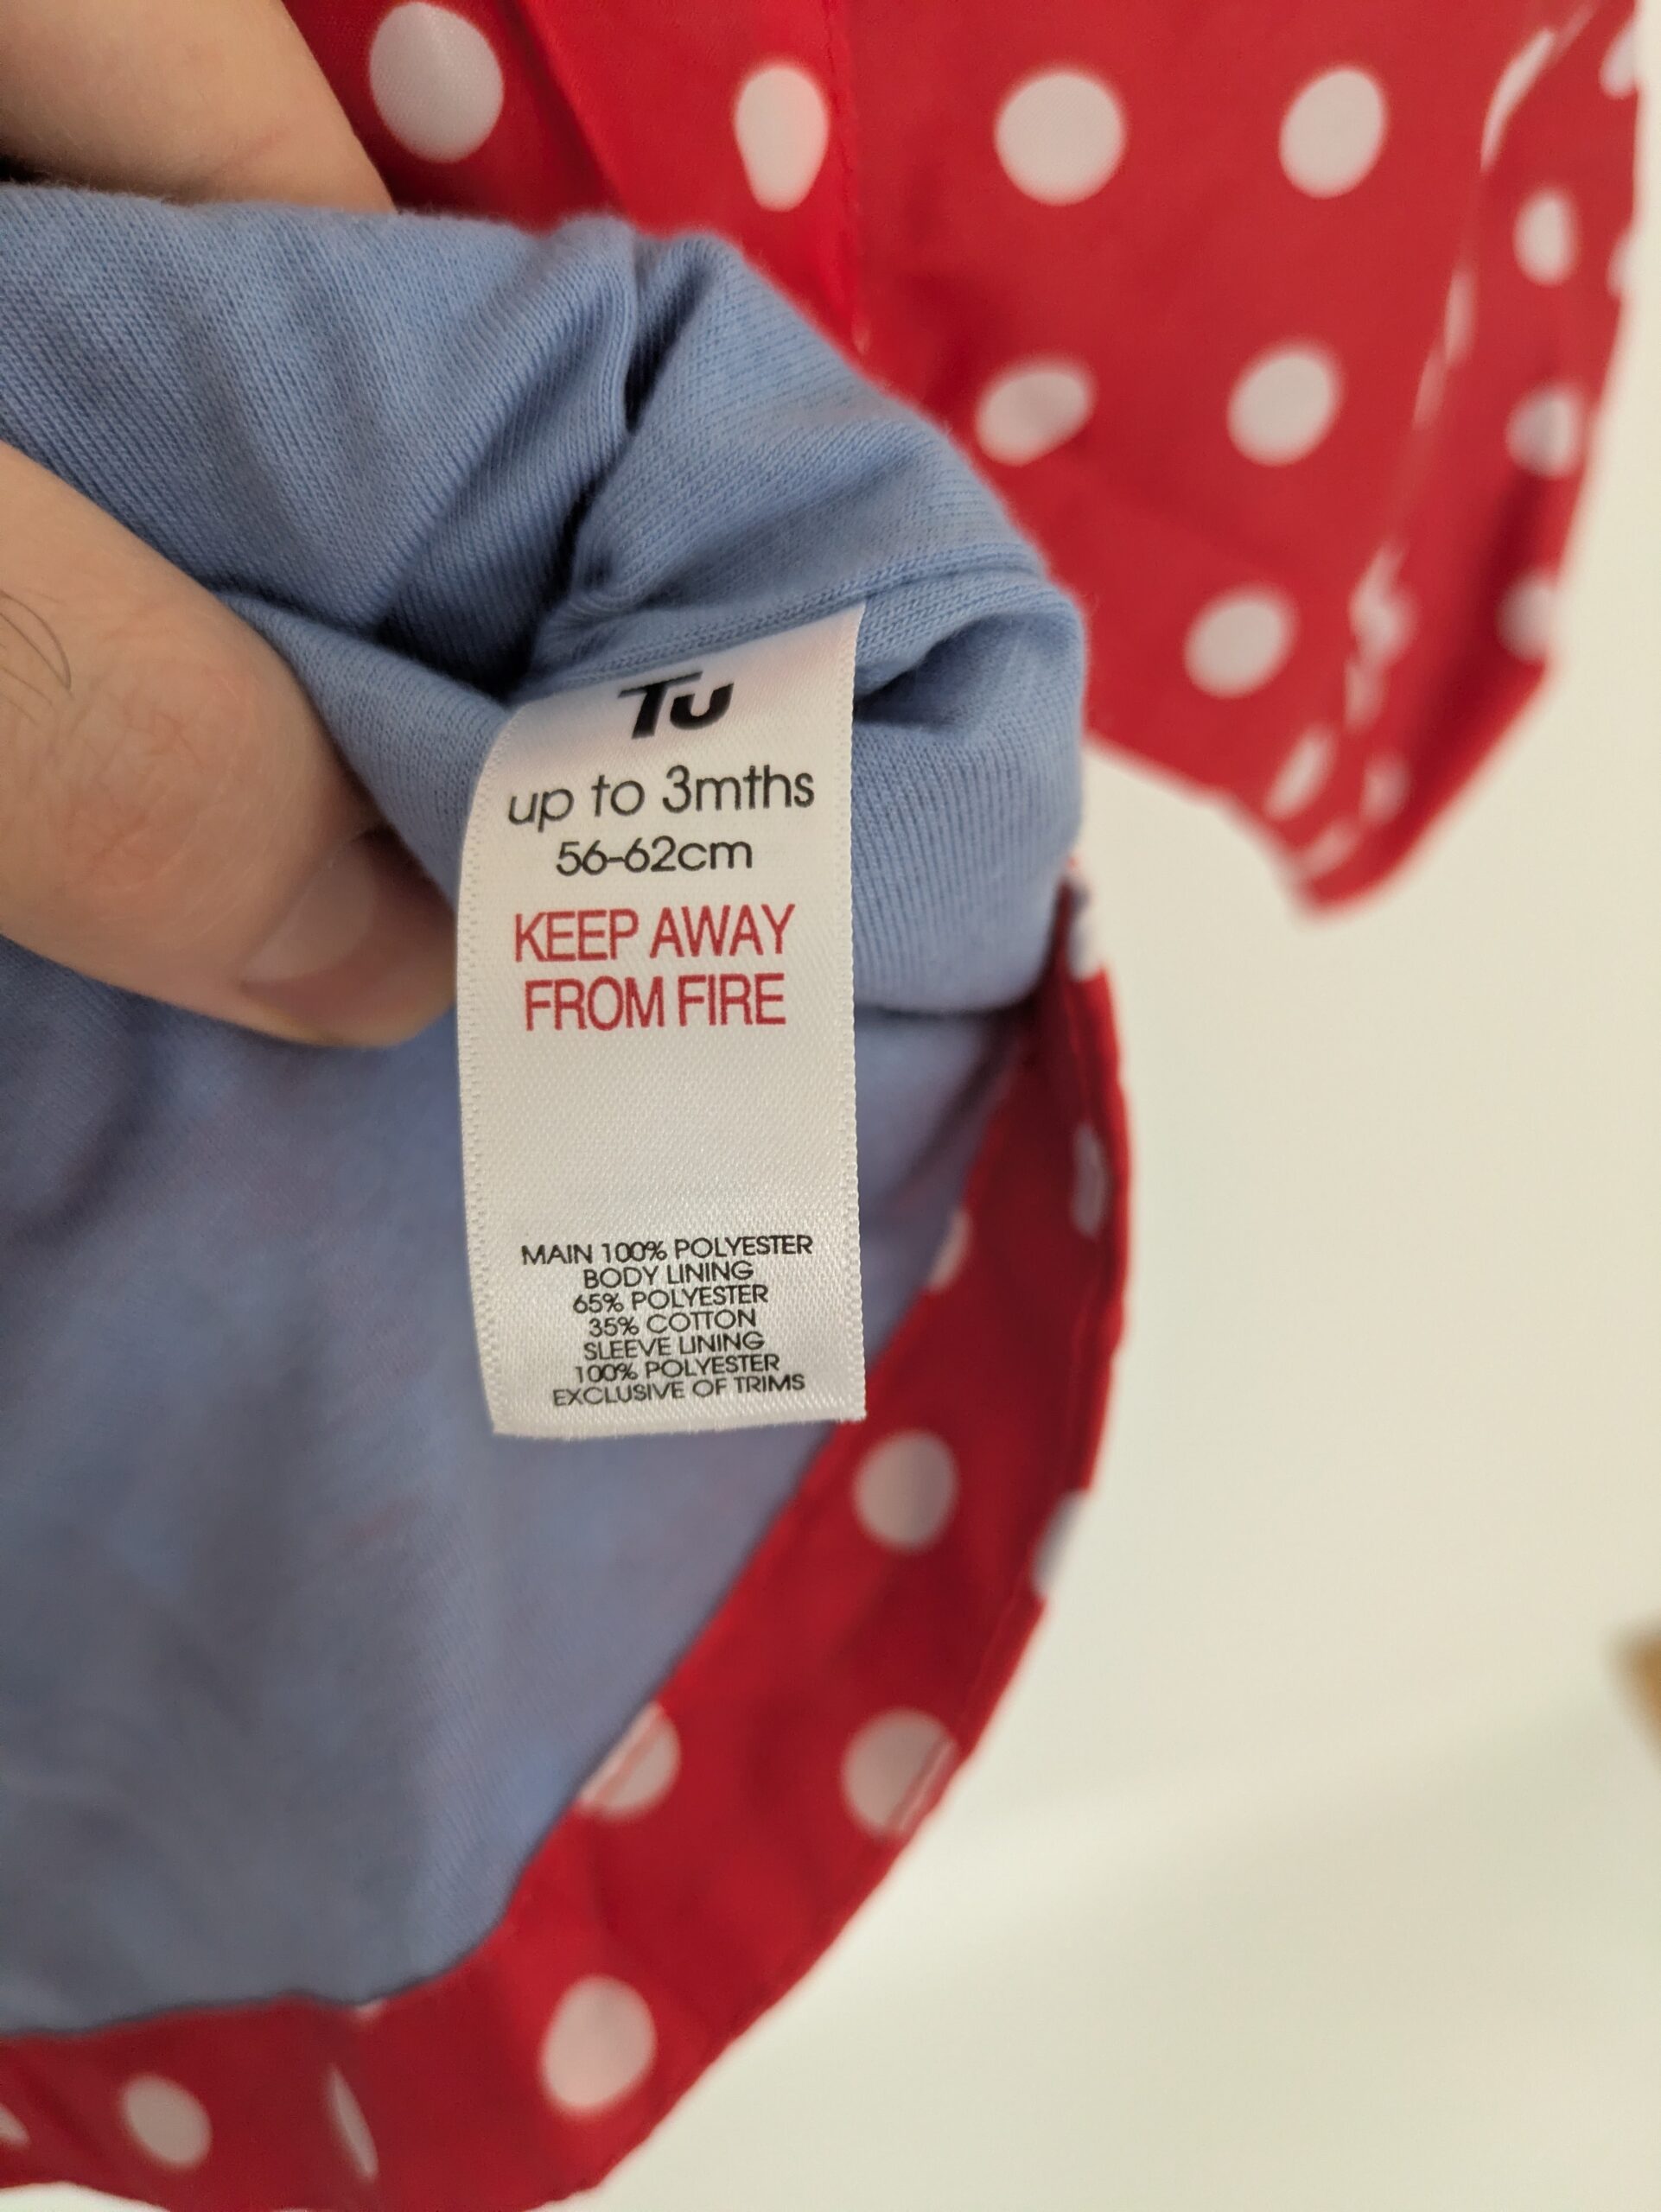 Tu
up to 3mths
56-62cm
KEEP AWAY
FROM FIRE
MAIN 100% POLYESTER
BODY LINING
65% POLYESTER
35% COTTON
SLEEVE LINING
100% POLYESTER
EXCLUSIVE OF TRIMS